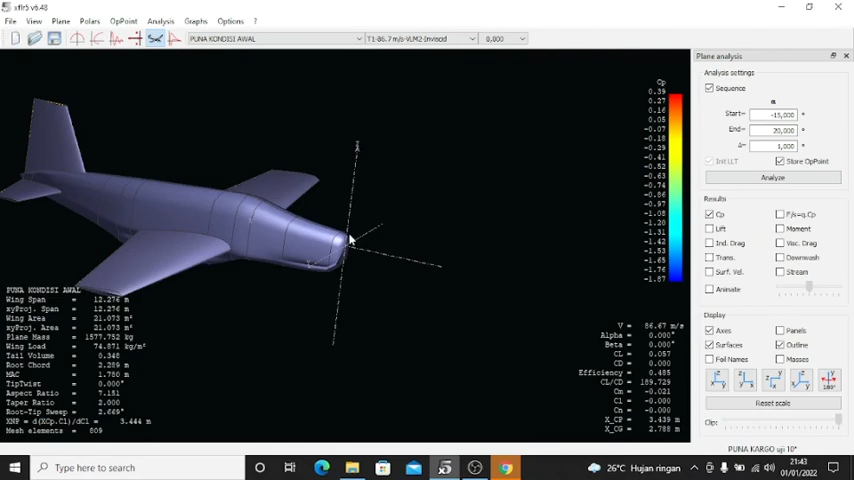 xflr5 v6.48
File View Plane Polars OpPoint Analysis Graphs Options ?
PUNA KONDISI AWAL
T1-86.7 m/s-VLM2-Inviscid
0,000
Plane analysis
Analysis settings
Sequence
α
Start= -15,000 °
End= 20,000 °
Δ= 1,000 °
Init LLT Store OpPoint
Analyze
Results
Cp F/s=q.Cp
Lift Moment
Ind. Drag Visc. Drag
Trans. Downwash
Surf. Vel. Stream
Animate
Display
Axes Panels
Surfaces Outline
Foil Names Masses
Reset scale
Clip:
Cp
0.39
0.27
0.16
0.05
-0.07
-0.18
-0.29
-0.41
-0.52
-0.63
-0.74
-0.86
-0.97
-1.08
-1.20
-1.31
-1.42
-1.53
-1.65
-1.76
-1.87
z
PUNA KONDISI AWAL
Wing Span = 12.276 m
xyProj. Span = 12.276 m
Wing Area = 21.073 m²
xyProj. Area = 21.073 m²
Plane Mass = 1577.752 kg
Wing Load = 74.871 kg/m²
Tail Volume = 0.348
Root Chord = 2.289 m
MAC = 1.780 m
TipTwist = 0.000°
Aspect Ratio = 7.151
Taper Ratio = 2.000
Root-Tip Sweep = 2.669°
XNP = d(XCp.Cl)/dCl = 3.444 m
Mesh elements = 809
V = 86.67 m/s
Alpha = 0.000°
Beta = 0.000°
CL = 0.057
CD = 0.000
Efficiency = 0.485
CL/CD = 189.729
Cm = -0.021
Cl = -0.000
Cn = -0.000
X_CP = 3.439 m
X_CG = 2.788 m
PUNA KARGO uji 10°
Type here to search
26°C Hujan ringan
21:43
01/01/2022